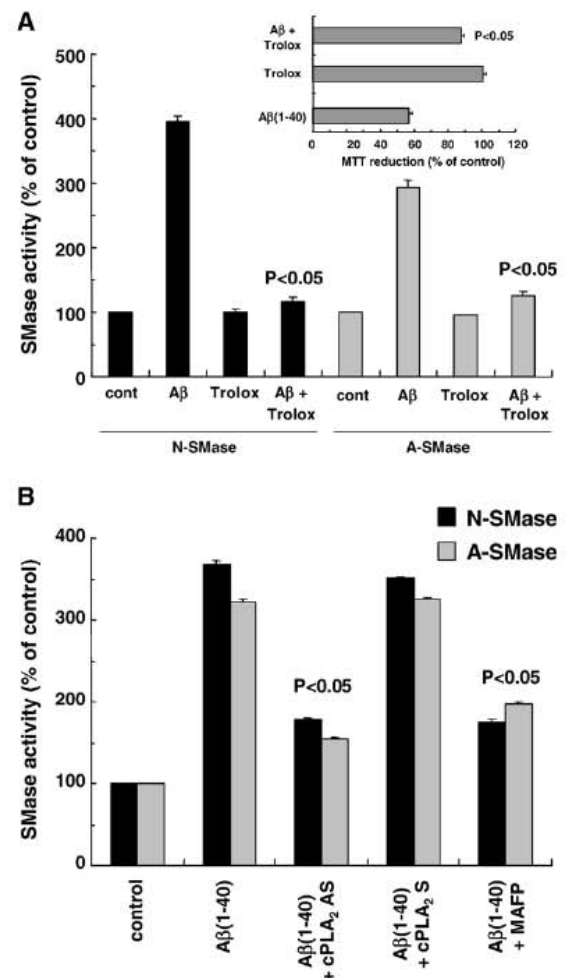 A
Aβ +
Trolox
P<0.05
Trolox
Aβ(1-40)
0 20 40 60 80 100 120
MTT reduction (% of control)
SMase activity (% of control)
500
400
300
200
100
0
P<0.05
P<0.05
cont Aβ Trolox Aβ + Trolox cont Aβ Trolox Aβ + Trolox
N-SMase A-SMase
B
N-SMase
A-SMase
SMase activity (% of control)
400
300
200
100
0
P<0.05
P<0.05
control
Aβ(1-40)
Aβ(1-40)
+ cPLA₂ AS
Aβ(1-40)
+ cPLA₂ S
Aβ(1-40)
+ MAFP